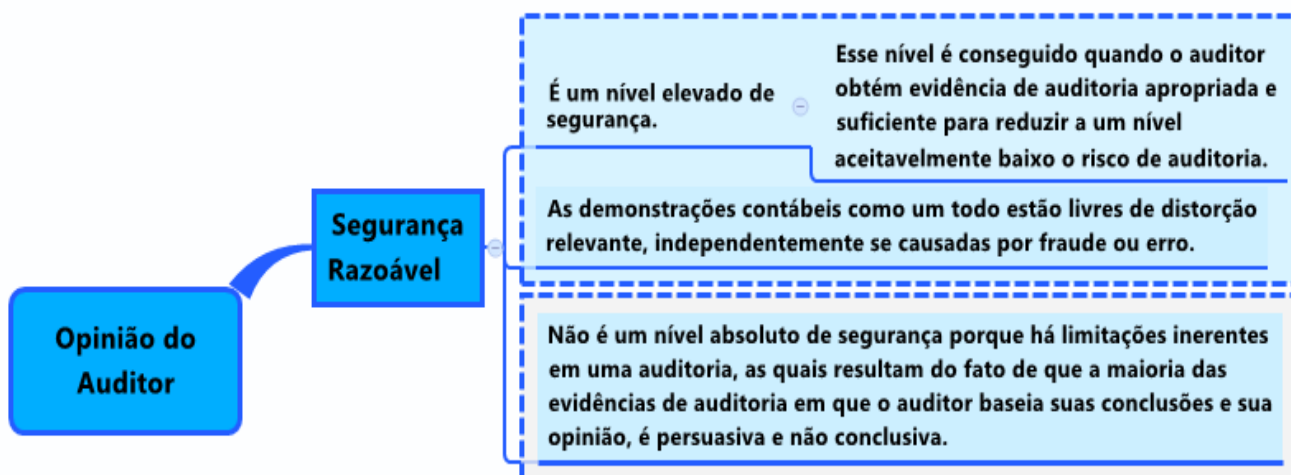 Opinião do
Auditor
Segurança
Razoável
É um nível elevado de
segurança.
Esse nível é conseguido quando o auditor
obtém evidência de auditoria apropriada e
suficiente para reduzir a um nível
aceitavelmente baixo o risco de auditoria.
As demonstrações contábeis como um todo estão livres de distorção
relevante, independentemente se causadas por fraude ou erro.
Não é um nível absoluto de segurança porque há limitações inerentes
em uma auditoria, as quais resultam do fato de que a maioria das
evidências de auditoria em que o auditor baseia suas conclusões e sua
opinião, é persuasiva e não conclusiva.